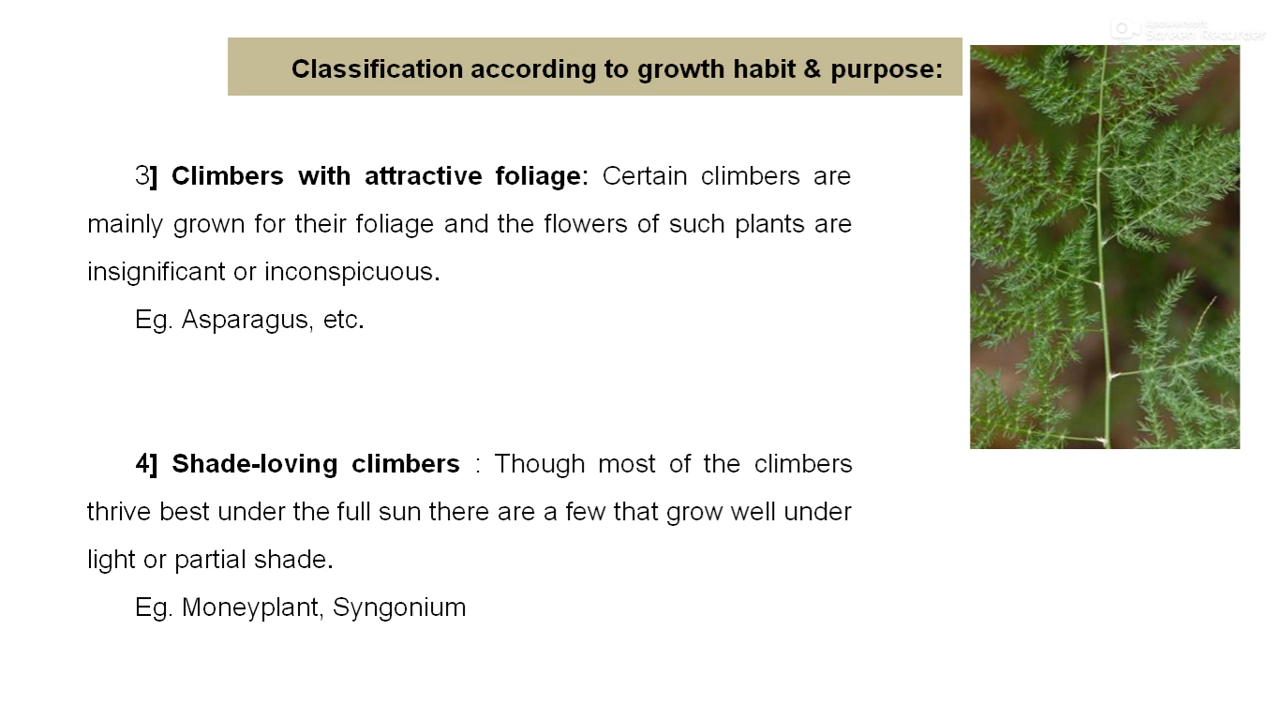 Apowersoft
Screen Recorder
Classification according to growth habit & purpose:
3] Climbers with attractive foliage: Certain climbers are
mainly grown for their foliage and the flowers of such plants are
insignificant or inconspicuous.
Eg. Asparagus, etc.
4] Shade-loving climbers : Though most of the climbers
thrive best under the full sun there are a few that grow well under
light or partial shade.
Eg. Moneyplant, Syngonium